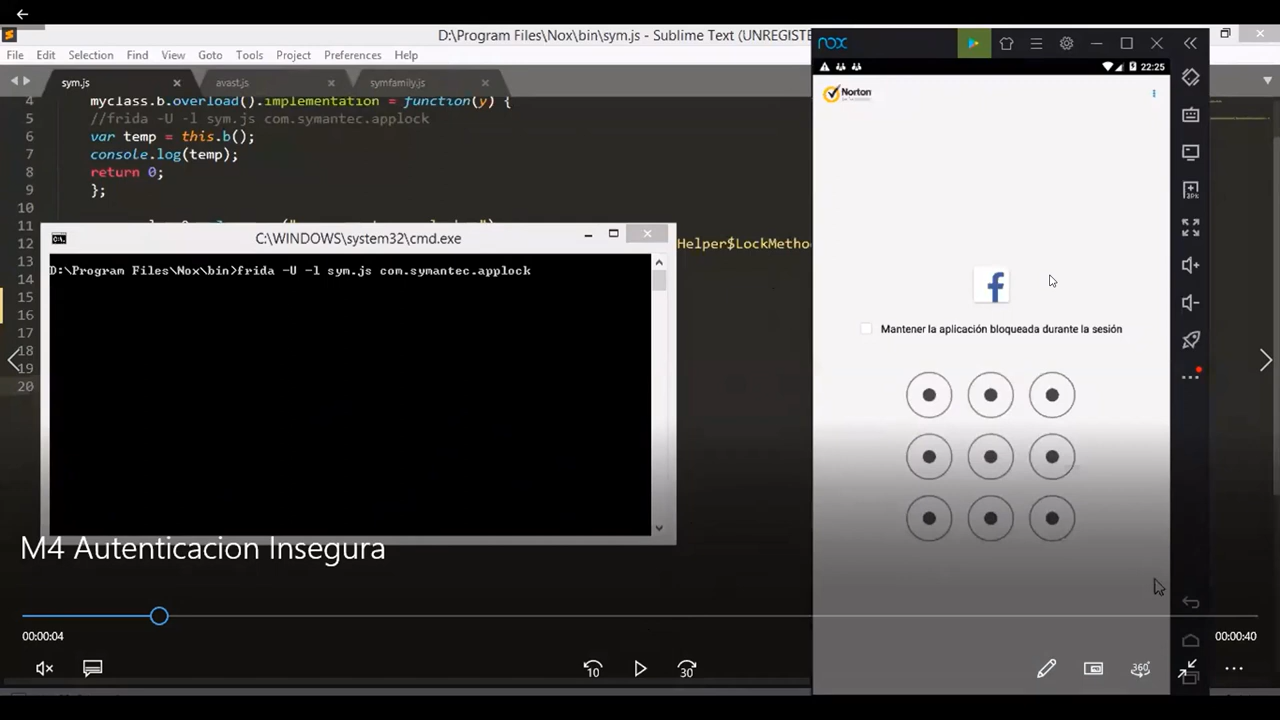 D:\Program Files\Nox\bin\sym.js - Sublime Text (UNREGISTE
File Edit Selection Find View Goto Tools Project Preferences Help
sym.js avast.js symfamily.js
4 myclass.b.overload().implementation = function(y) {
5 //frida -U -l sym.js com.symantec.applock
6 var temp = this.b();
7 console.log(temp);
8 return 0;
9 };
10
11
12 Helper$LockMetho
13
14
15
16
17
18
19
20
C:\WINDOWS\system32\cmd.exe
D:\Program Files\Nox\bin>frida -U -l sym.js com.symantec.applock
nox
22:25
Norton
f
Mantener la aplicación bloqueada durante la sesión
M4 Autenticacion Insegura
00:00:04
00:00:40
10
30
360